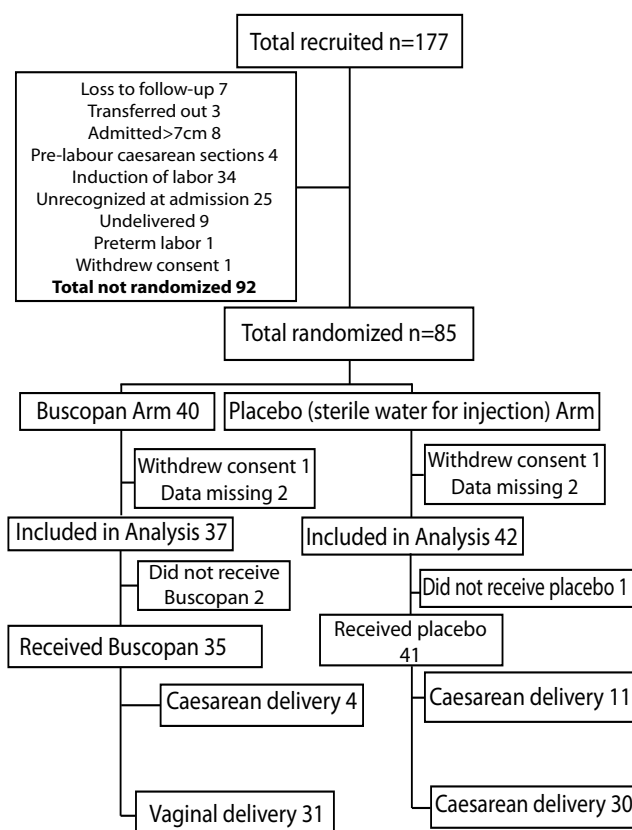 Total recruited n=177
Loss to follow-up 7
Transferred out 3
Admitted>7cm 8
Pre-labour caesarean sections 4
Induction of labor 34
Unrecognized at admission 25
Undelivered 9
Preterm labor 1
Withdrew consent 1
Total not randomized 92
Total randomized n=85
Buscopan Arm 40
Placebo (sterile water for injection) Arm
Withdrew consent 1
Data missing 2
Withdrew consent 1
Data missing 2
Included in Analysis 37
Included in Analysis 42
Did not receive
Buscopan 2
Did not receive placebo 1
Received Buscopan 35
Received placebo
41
Caesarean delivery 4
Caesarean delivery 11
Vaginal delivery 31
Caesarean delivery 30